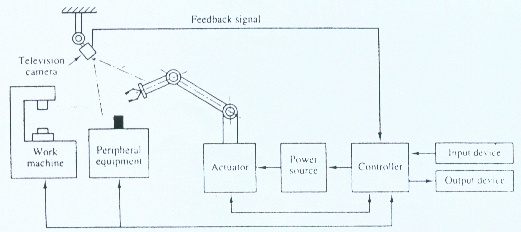 Feedback signal
Television
camera
Work
machine
Peripheral
equipment
Actuator
Power
source
Controller
Input device
Output device